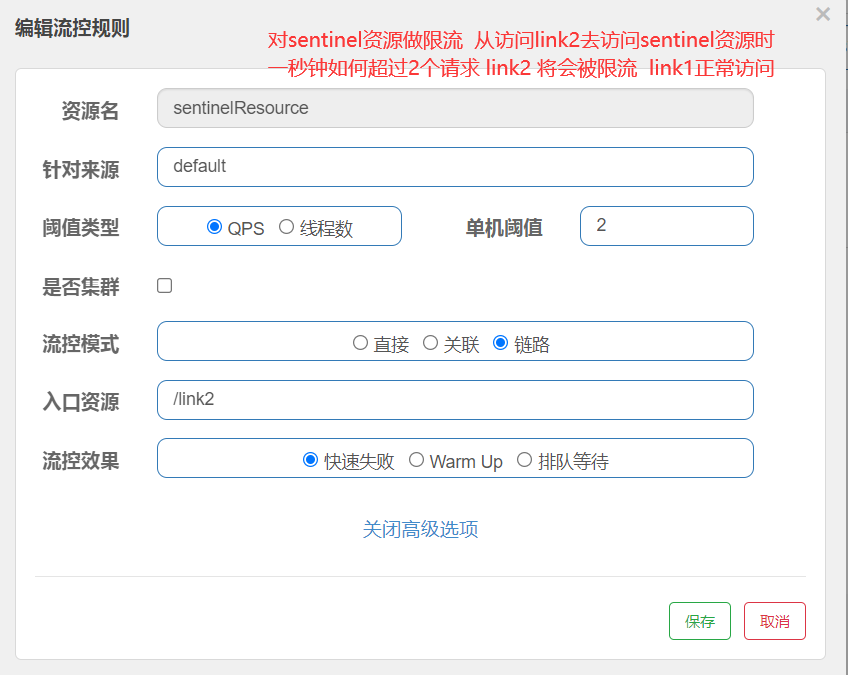 编辑流控规则
×
对sentinel资源做限流 从访问link2去访问sentinel资源时
一秒钟如何超过2个请求 link2 将会被限流 link1正常访问
资源名 sentinelResource
针对来源 default
阈值类型 QPS 线程数 单机阈值 2
是否集群
流控模式 直接 关联 链路
入口资源 /link2
流控效果 快速失败 Warm Up 排队等待
关闭高级选项
保存 取消